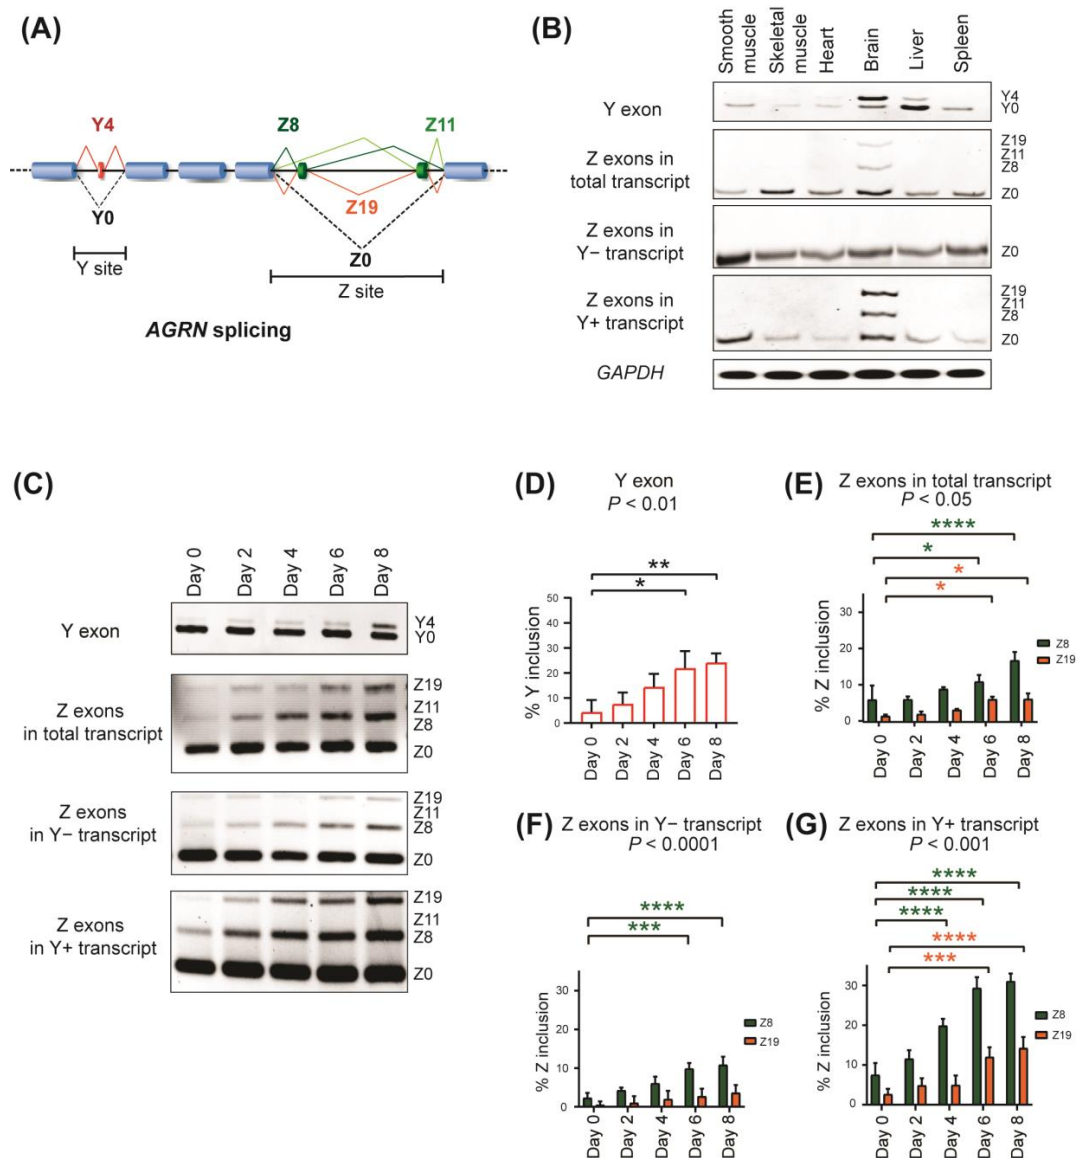 (A)
Y4
Z8
Z11
Y0
Z19
Z0
Y site
Z site
AGRN splicing
(B)
Smooth
muscle
Skeletal
muscle
Heart
Brain
Liver
Spleen
Y exon
Y4
Y0
Z exons in
total transcript
Z19
Z11
Z8
Z0
Z exons in
Y− transcript
Z0
Z exons in
Y+ transcript
Z19
Z11
Z8
Z0
GAPDH
(C)
Day 0
Day 2
Day 4
Day 6
Day 8
Y exon
Y4
Y0
Z exons
in total transcript
Z19
Z11
Z8
Z0
Z exons
in Y− transcript
Z19
Z11
Z8
Z0
Z exons
in Y+ transcript
Z19
Z11
Z8
Z0
(D)
Y exon
P < 0.01
**
*
% Y inclusion
50
40
30
20
10
0
Day 0
Day 2
Day 4
Day 6
Day 8
(E)
Z exons in total transcript
P < 0.05
****
*
*
*
% Z inclusion
30
20
10
0
Z8
Z19
Day 0
Day 2
Day 4
Day 6
Day 8
(F)
Z exons in Y− transcript
P < 0.0001
****
***
% Z inclusion
30
20
10
0
Z8
Z19
Day 0
Day 2
Day 4
Day 6
Day 8
(G)
Z exons in Y+ transcript
P < 0.001
****
****
****
****
***
% Z inclusion
30
20
10
0
Z8
Z19
Day 0
Day 2
Day 4
Day 6
Day 8